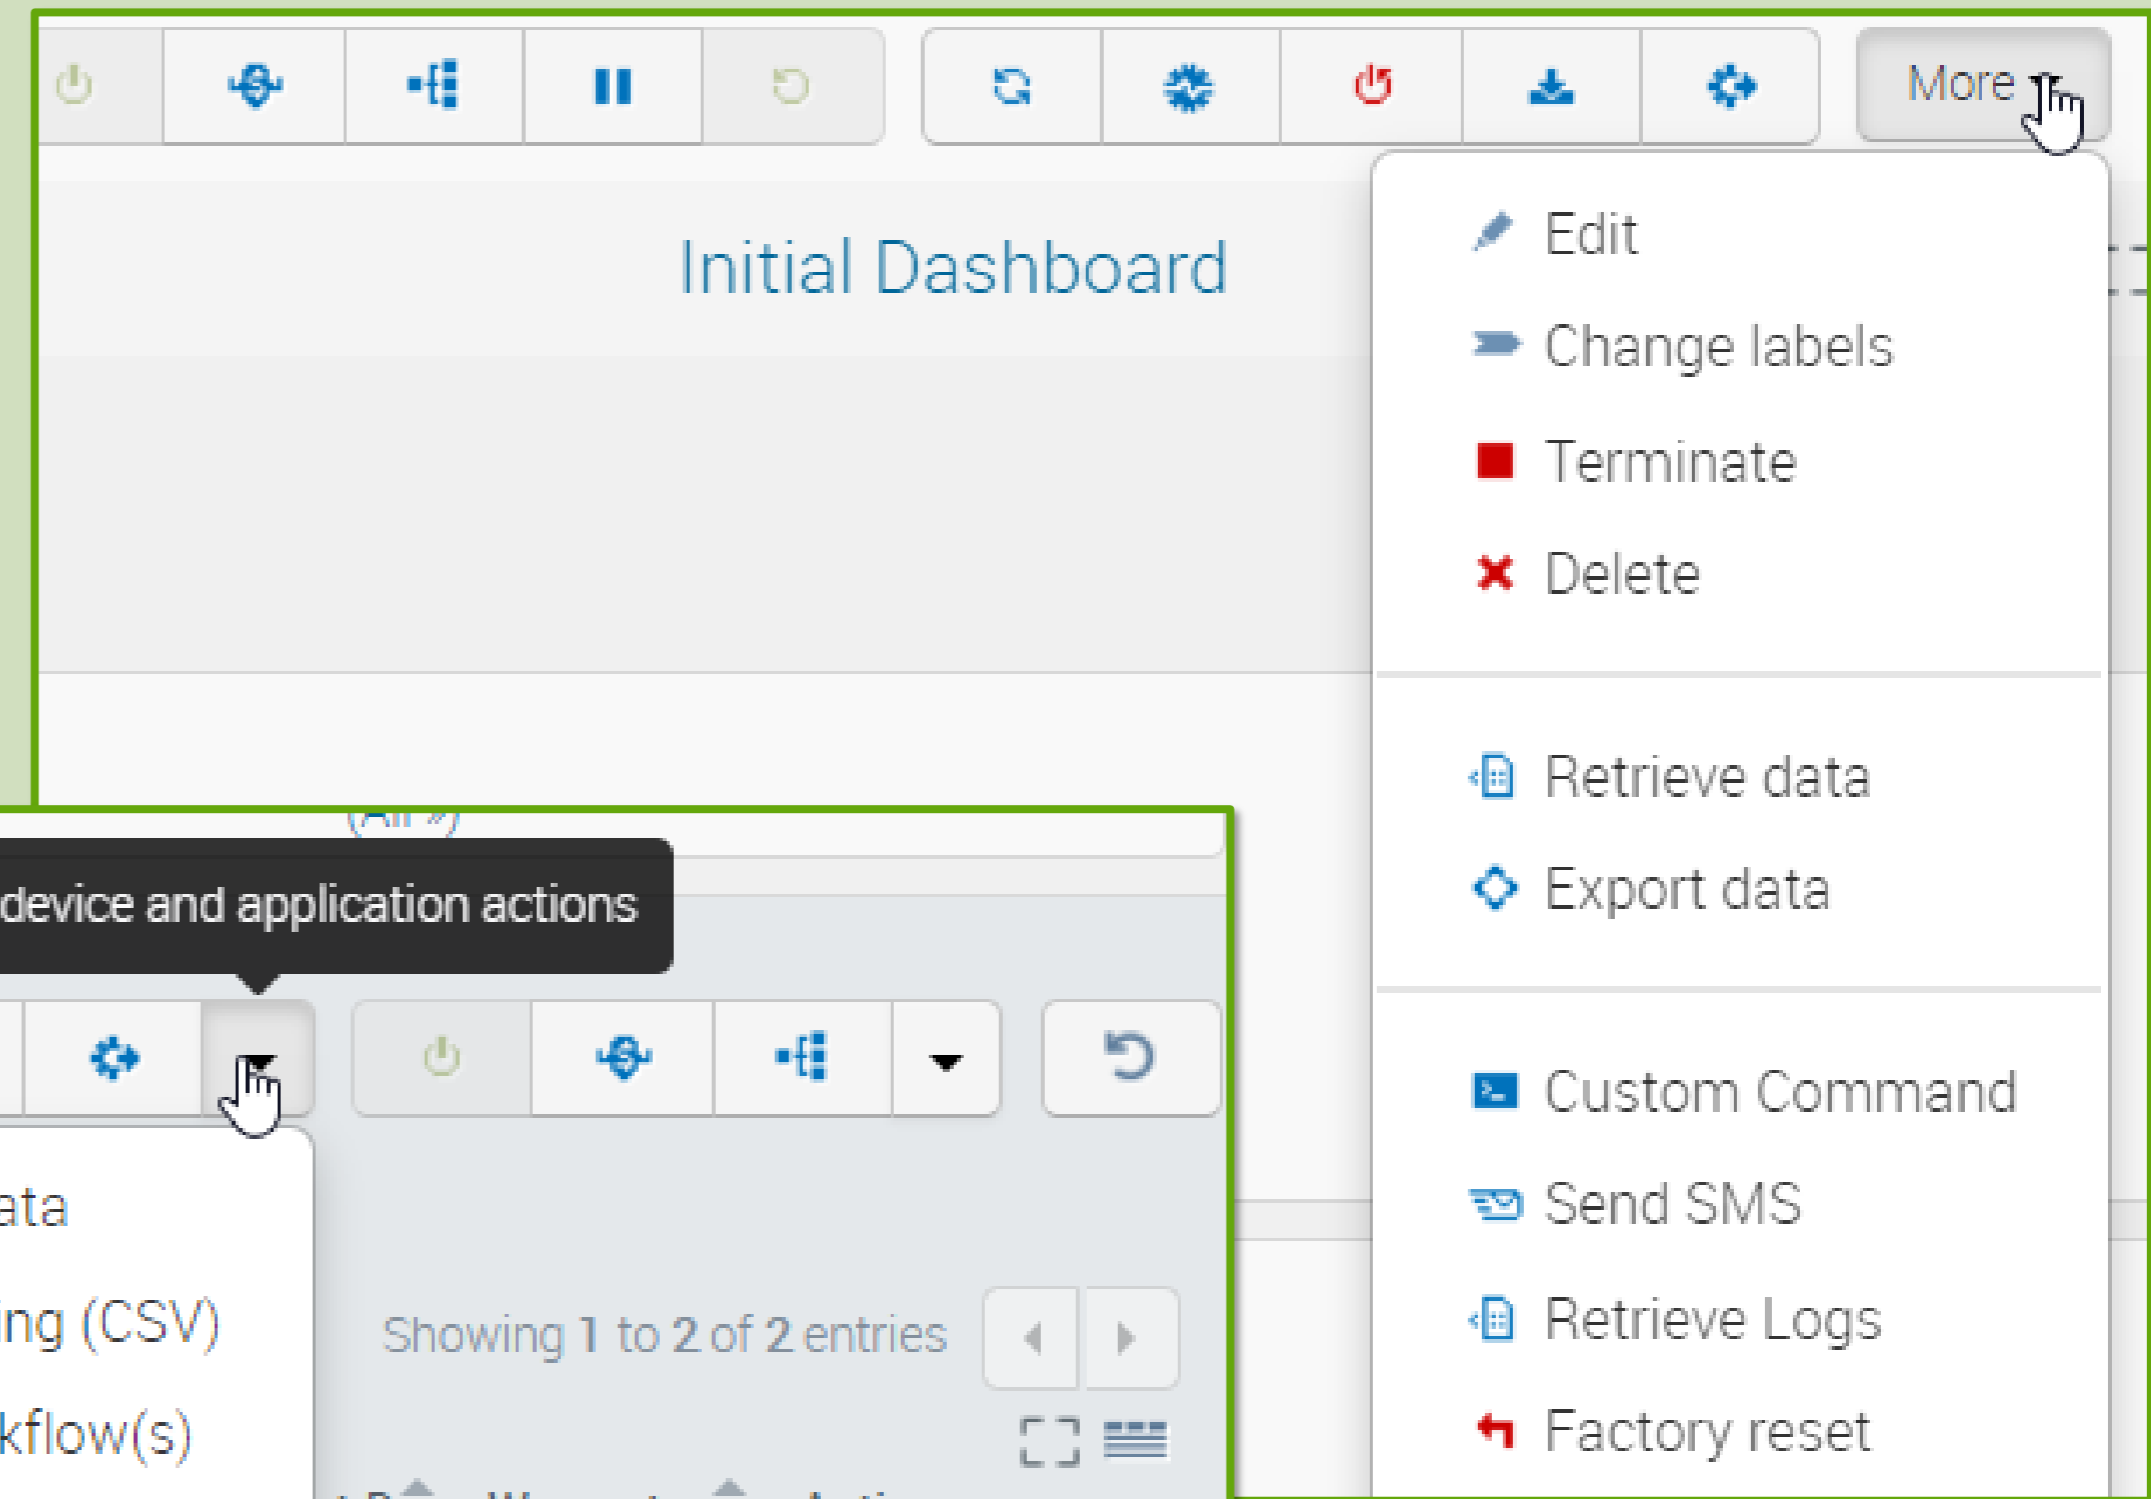 More
Initial Dashboard
Edit
Change labels
Terminate
Delete
Retrieve data
Export data
Custom Command
Send SMS
Retrieve Logs
Factory reset
device and application actions
ata
ing (CSV)
kflow(s)
Showing 1 to 2 of 2 entries